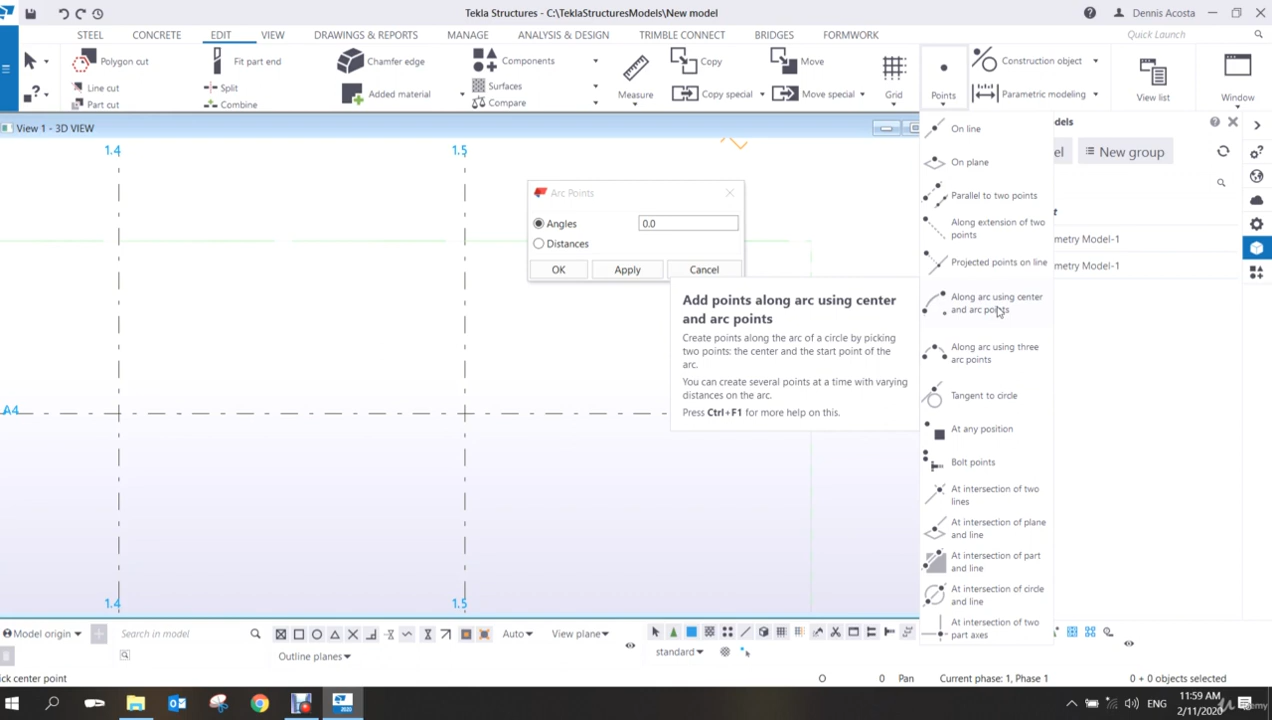 Tekla Structures - C:\TeklaStructuresModels\New model
Dennis Acosta
STEEL CONCRETE EDIT VIEW DRAWINGS & REPORTS MANAGE ANALYSIS & DESIGN TRIMBLE CONNECT BRIDGES FORMWORK
Quick Launch
Polygon cut
Line cut
Part cut
Fit part end
Split
Combine
Chamfer edge
Added material
Components
Surfaces
Compare
Measure
Copy
Copy special
Move
Move special
Grid
Points
Construction object
Parametric modeling
View list
Window
View 1 - 3D VIEW
1.4
1.5
A4
1.4
1.5
Arc Points
Angles
0.0
Distances
OK Apply Cancel
Add points along arc using center
and arc points
Create points along the arc of a circle by picking
two points: the center and the start point of the
arc.
You can create several points at a time with varying
distances on the arc.
Press Ctrl+F1 for more help on this.
On line
On plane
Parallel to two points
Along extension of two
points
Projected points on line
Along arc using center
and arc points
Along arc using three
arc points
Tangent to circle
At any position
Bolt points
At intersection of two
lines
At intersection of plane
and line
At intersection of part
and line
At intersection of circle
and line
At intersection of two
part axes
dels
el
New group
t
metry Model-1
metry Model-1
Model origin
Search in model
Auto
View plane
Outline planes
standard
ick center point
O 0 Pan
Current phase: 1, Phase 1
0 + 0 objects selected
ENG
11:59 AM
2/11/2020
Udemy